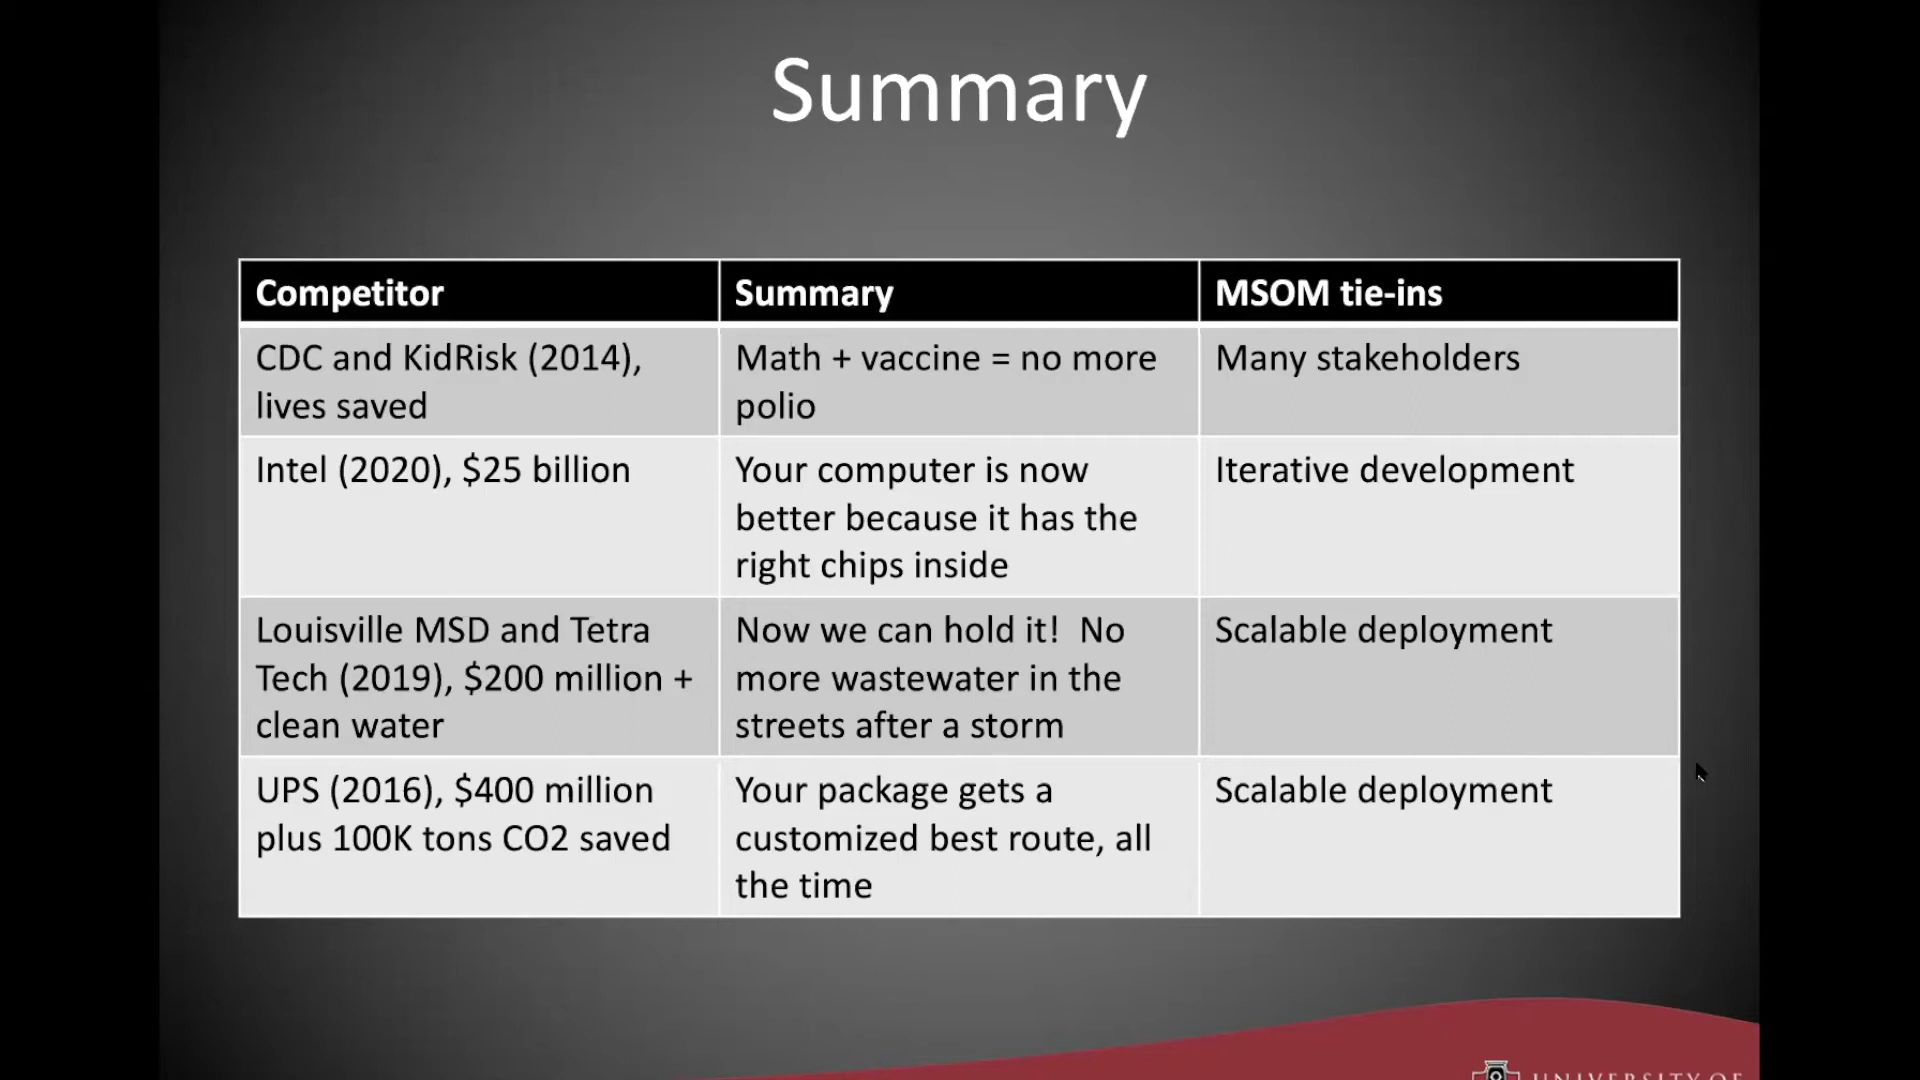 Summary
Competitor
Summary
MSOM tie-ins
CDC and KidRisk (2014),
lives saved
Math + vaccine = no more
polio
Many stakeholders
Intel (2020), $25 billion
Your computer is now
better because it has the
right chips inside
Iterative development
Louisville MSD and Tetra
Tech (2019), $200 million +
clean water
Now we can hold it!  No
more wastewater in the
streets after a storm
Scalable deployment
UPS (2016), $400 million
plus 100K tons CO2 saved
Your package gets a
customized best route, all
the time
Scalable deployment
UNIVERSITY OF